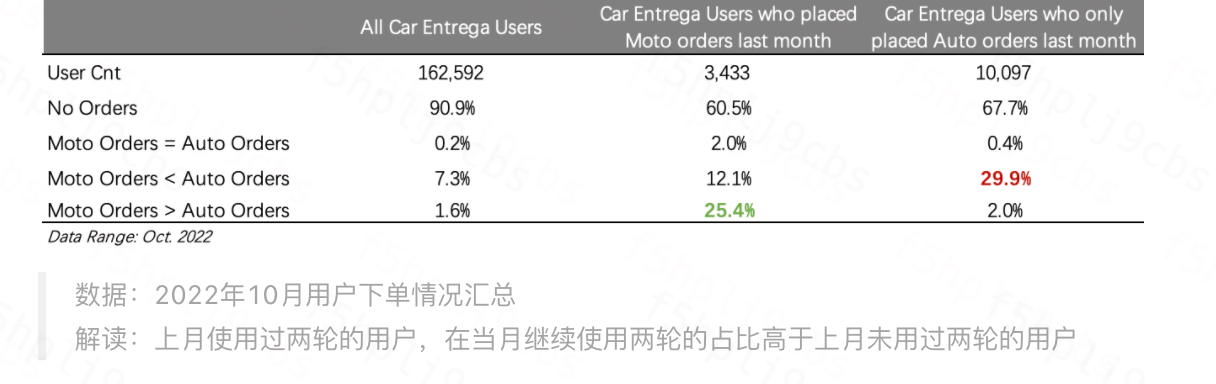 All Car Entrega Users Car Entrega Users who placed Moto orders last month Car Entrega Users who only placed Auto orders last month
User Cnt 162,592 3,433 10,097
No Orders 90.9% 60.5% 67.7%
Moto Orders = Auto Orders 0.2% 2.0% 0.4%
Moto Orders < Auto Orders 7.3% 12.1% 29.9%
Moto Orders > Auto Orders 1.6% 25.4% 2.0%
Data Range: Oct. 2022
数据：2022年10月用户下单情况汇总
解读：上月使用过两轮的用户，在当月继续使用两轮的占比高于上月未用过两轮的用户